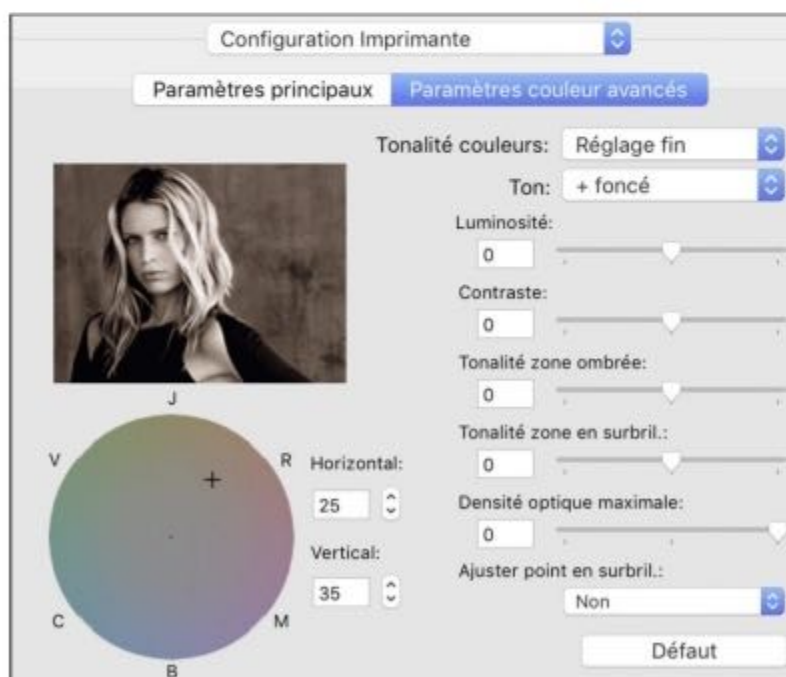 Configuration Imprimante
Paramètres principaux
Paramètres couleur avancés
Tonalité couleurs:
Réglage fin
Ton:
+ foncé
Luminosité:
0
Contraste:
0
Tonalité zone ombrée:
0
Tonalité zone en surbril.:
0
Densité optique maximale:
0
Ajuster point en surbril.:
Non
Défaut
J
V
R
C
M
B
Horizontal:
25
Vertical:
35